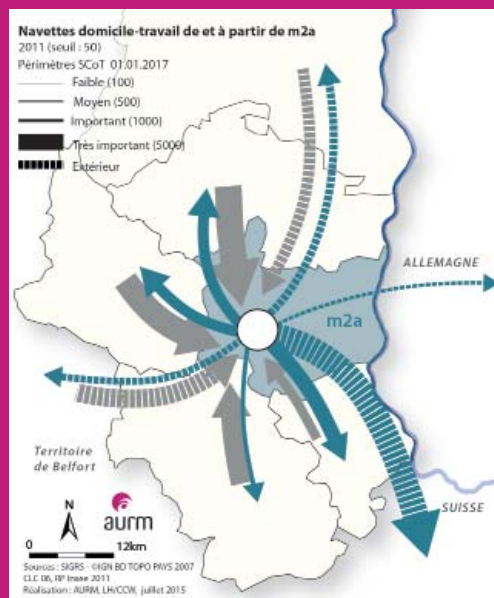 Navettes domicile-travail de et à partir de m2a
2011 (seuil : 50)
Périmètres SCoT 01.01.2017
Faible (100)
Moyen (500)
Important (1000)
Très important (5000)
Extérieur
ALLEMAGNE
m2a
Territoire
de Belfort
SUISSE
N
aurm
0 12km
Sources : SIGRS - ©IGN BD TOPO PAYS 2007
CLC 06, RP Insee 2011
Réalisation : AURM, LH/CCW, juillet 2015